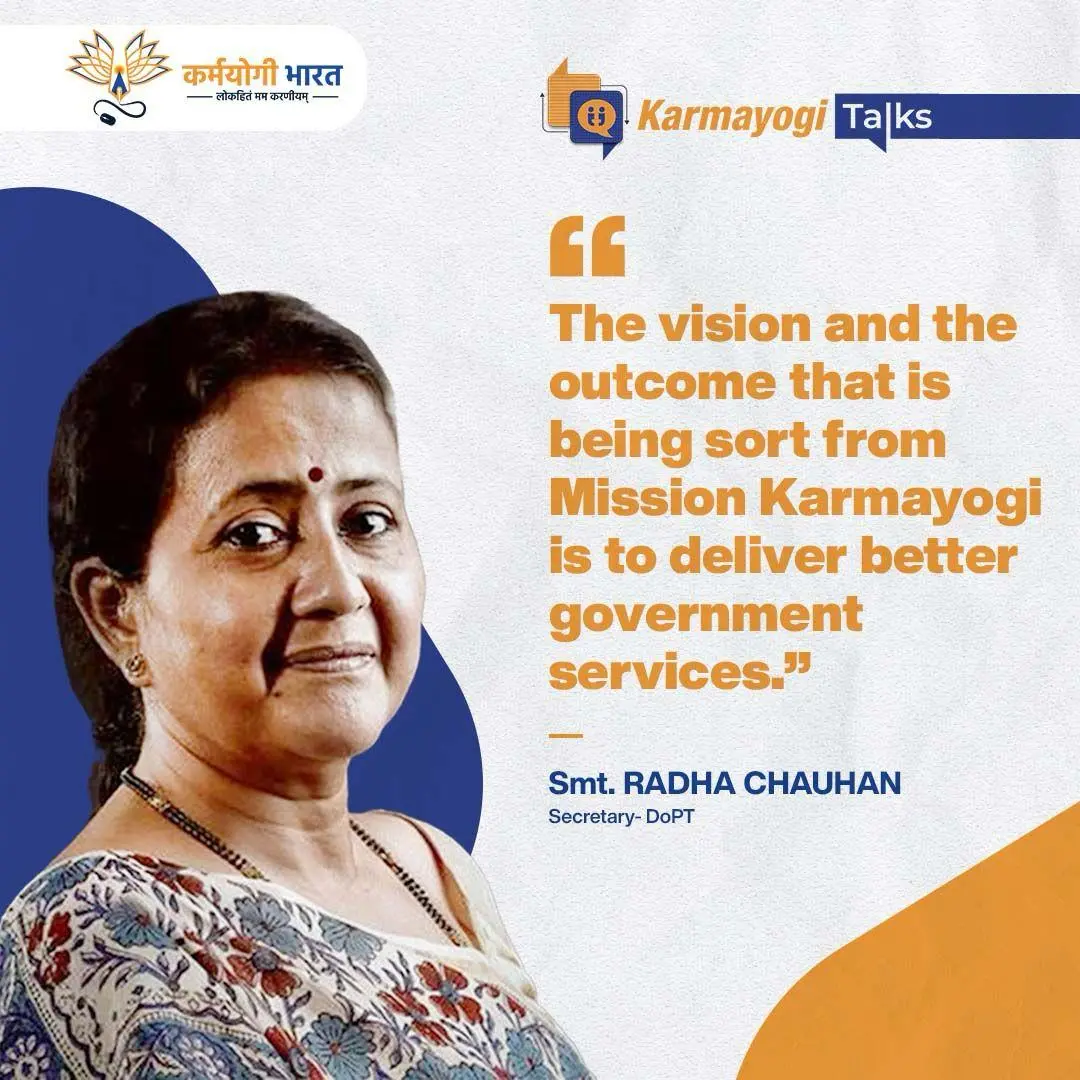 कर्मयोगी भारत
लोकहितं मम करणीयम्
Karmayogi Talks
“
The vision and the
outcome that is
being sort from
Mission Karmayogi
is to deliver better
government
services.”
Smt. RADHA CHAUHAN
Secretary- DoPT